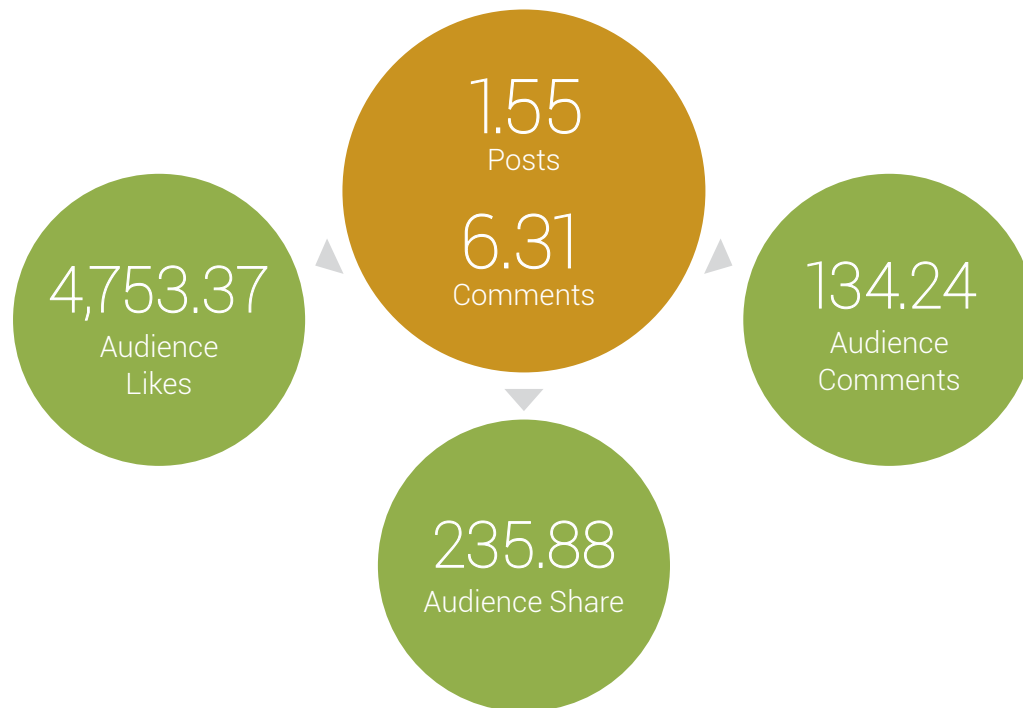 1.55
Posts
6.31
Comments
4,753.37
Audience
Likes
134.24
Audience
Comments
235.88
Audience Share